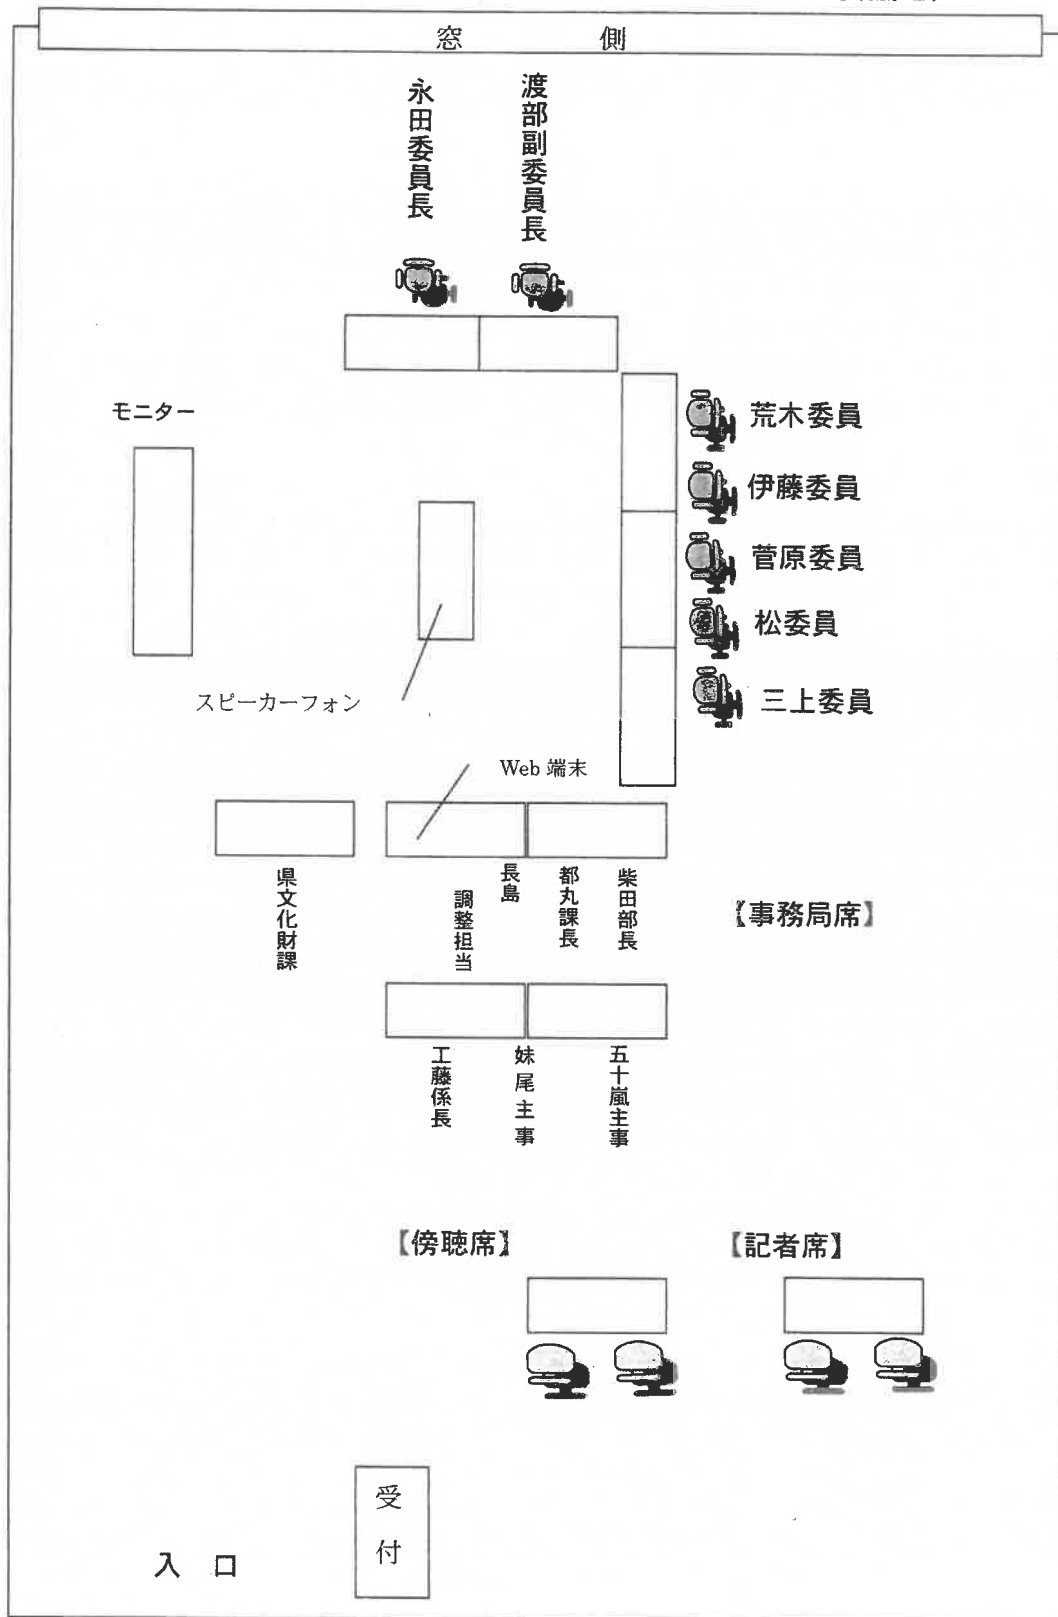 窓 側
永田委員長
渡部副委員長
モニター
荒木委員
伊藤委員
菅原委員
松委員
三上委員
スピーカーフォン
Web 端末
県文化財課
調整担当
長島
都丸課長
柴田部長
【事務局席】
工藤係長
妹尾主事
五十嵐主事
【傍聴席】
【記者席】
受付
入 口